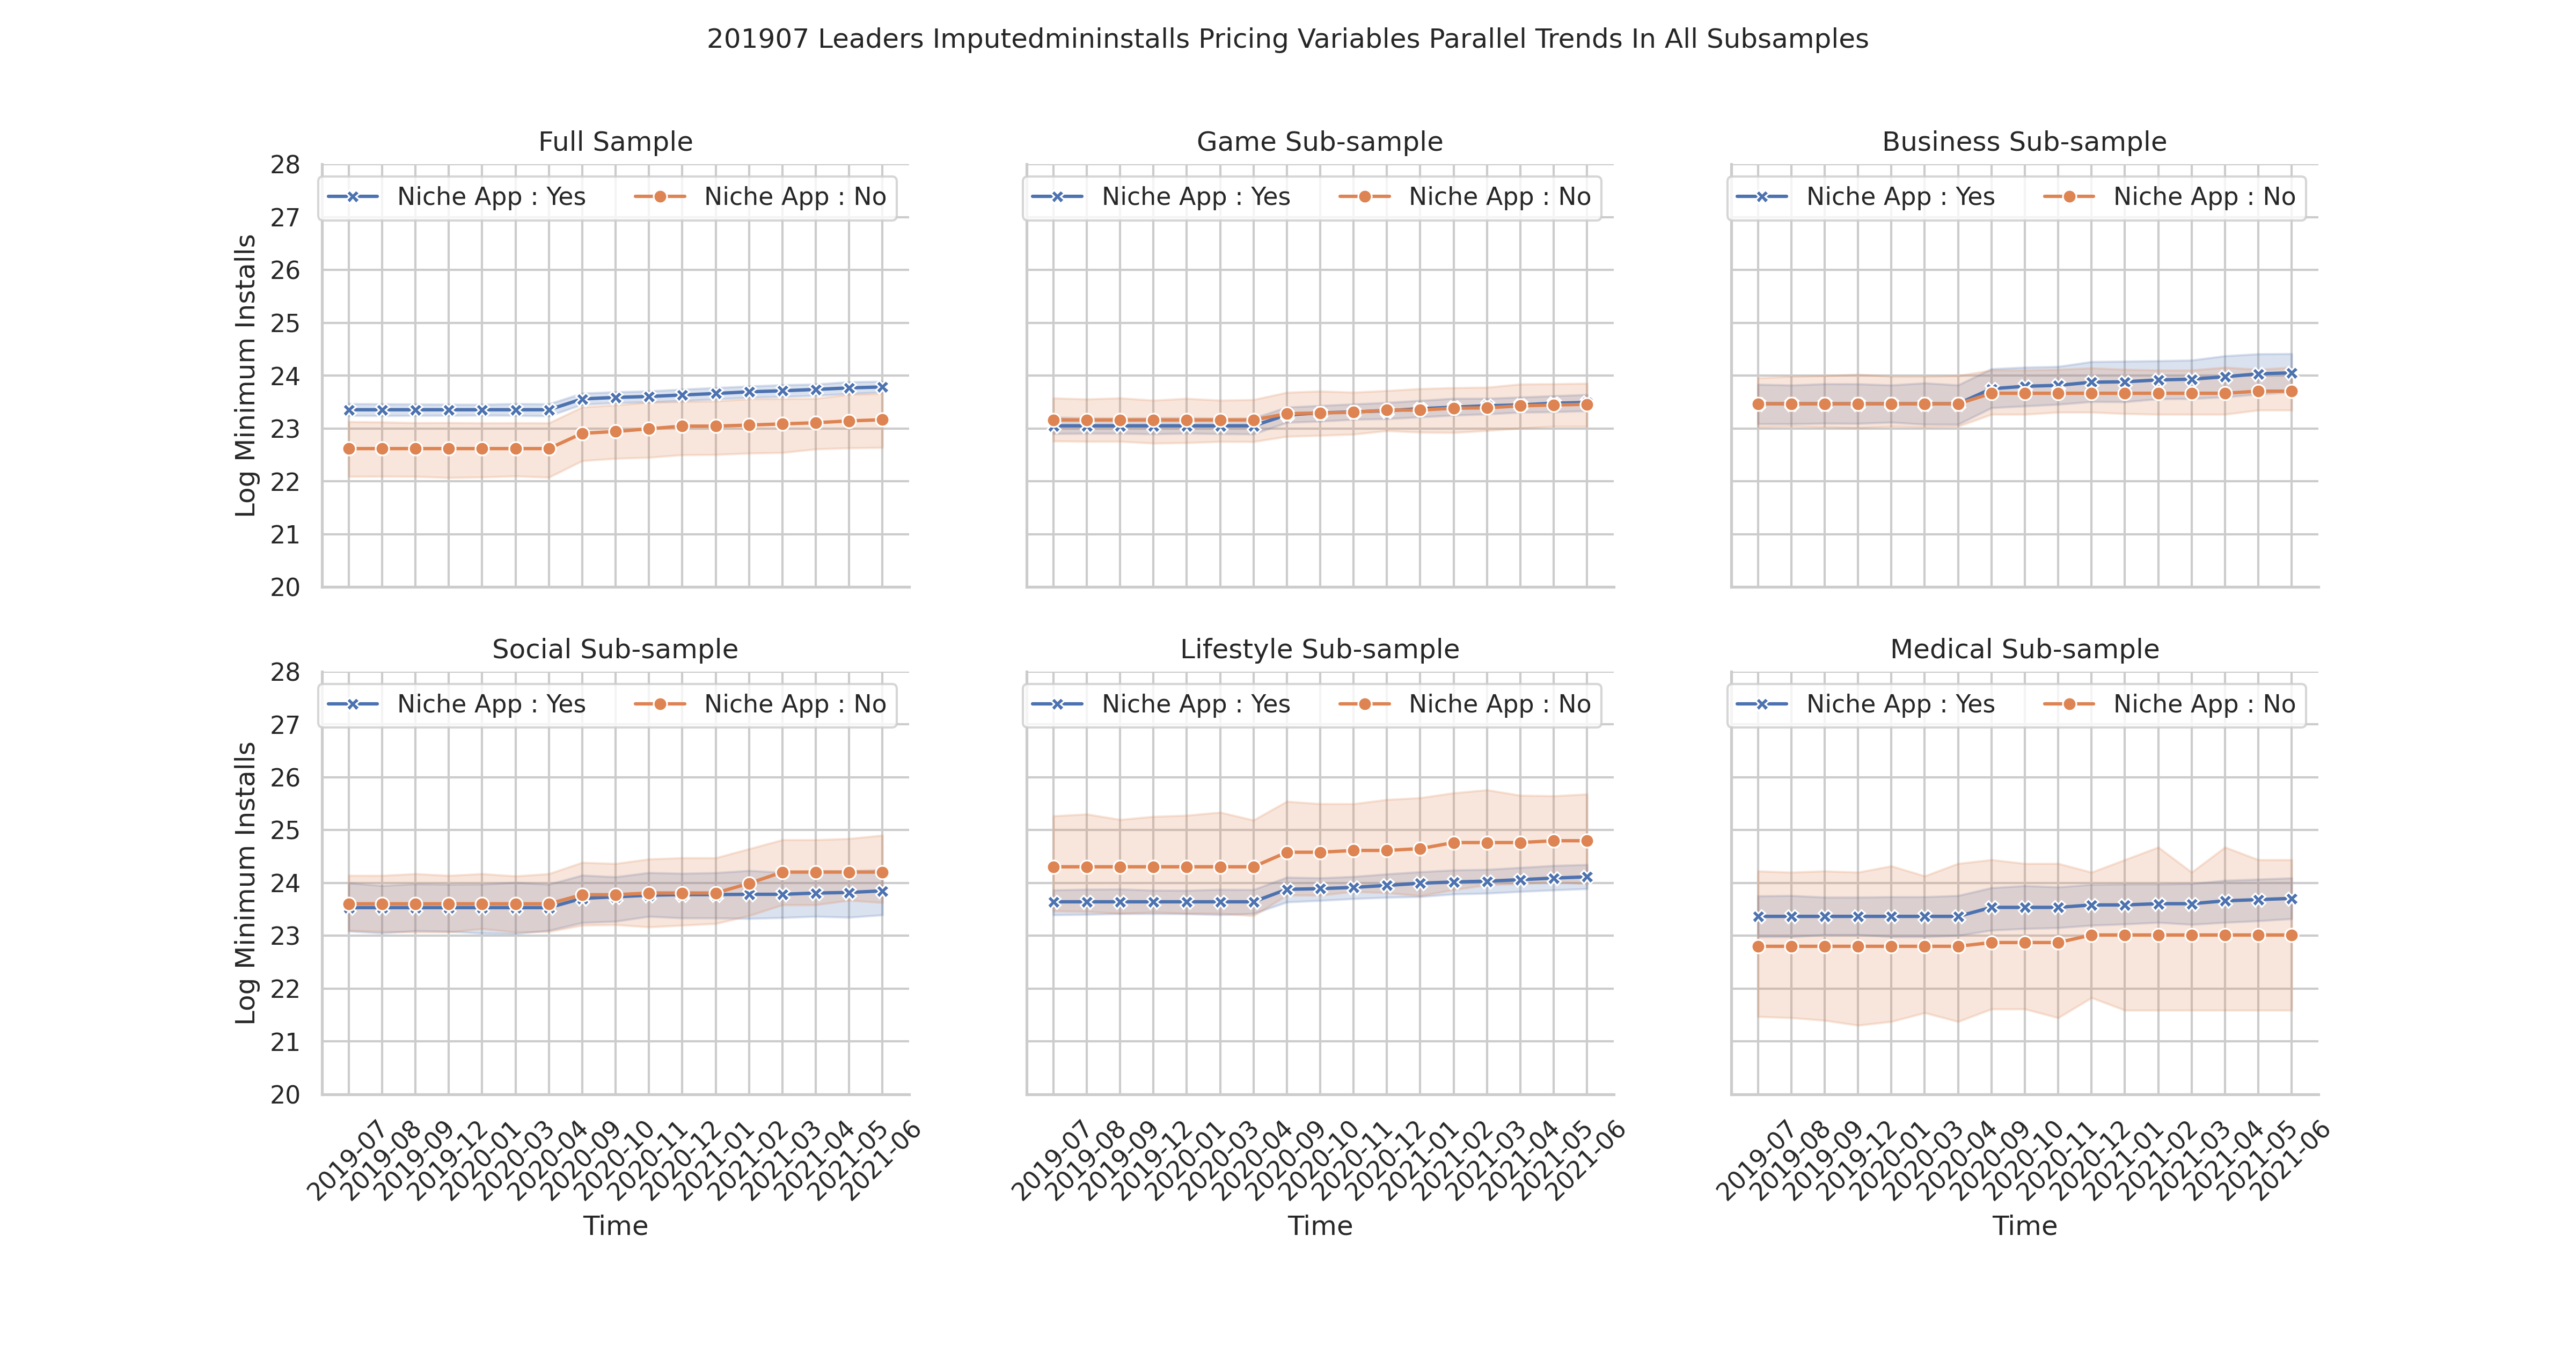 201907 Leaders Imputedmininstalls Pricing Variables Parallel Trends In All Subsamples
Full Sample
Game Sub-sample
Business Sub-sample
Niche App : Yes
Niche App : No
Niche App : Yes
Niche App : No
Niche App : Yes
Niche App : No
Log Minimum Installs
28
27
26
25
24
23
22
21
20
Social Sub-sample
Lifestyle Sub-sample
Medical Sub-sample
Niche App : Yes
Niche App : No
Niche App : Yes
Niche App : No
Niche App : Yes
Niche App : No
Log Minimum Installs
28
27
26
25
24
23
22
21
20
2019-07
2019-08
2019-09
2019-12
2020-01
2020-03
2020-04
2020-09
2020-10
2020-11
2020-12
2021-01
2021-02
2021-03
2021-04
2021-05
2021-06
2019-07
2019-08
2019-09
2019-12
2020-01
2020-03
2020-04
2020-09
2020-10
2020-11
2020-12
2021-01
2021-02
2021-03
2021-04
2021-05
2021-06
2019-07
2019-08
2019-09
2019-12
2020-01
2020-03
2020-04
2020-09
2020-10
2020-11
2020-12
2021-01
2021-02
2021-03
2021-04
2021-05
2021-06
Time
Time
Time